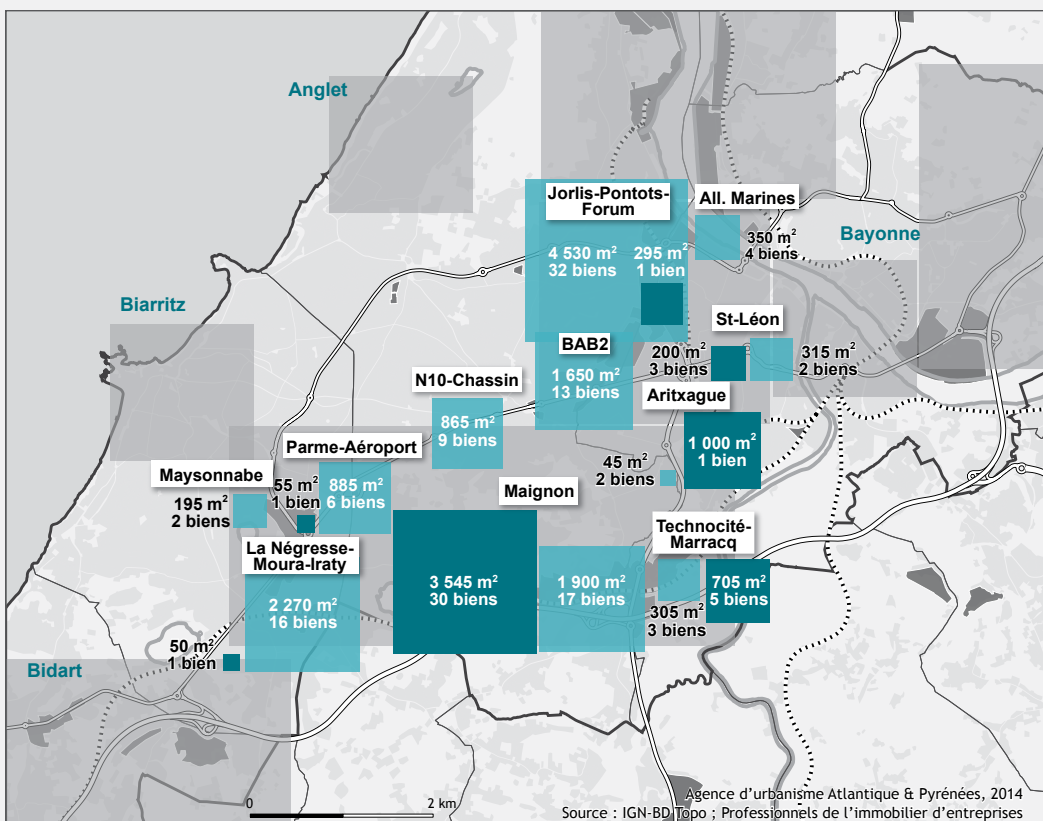 Anglet
Jorlis-Pontots-
Forum
All. Marines
4 530 m²
32 biens
295 m²
1 bien
350 m²
4 biens
Bayonne
Biarritz
St-Léon
BAB2
200 m²
3 biens
315 m²
2 biens
1 650 m²
13 biens
N10-Chassin
Aritxague
865 m²
9 biens
1 000 m²
1 bien
Parme-Aéroport
45 m²
2 biens
Maysonnabe
55 m²
1 bien
885 m²
6 biens
Maignon
195 m²
2 biens
La Négresse-
Moura-Iraty
Technocité-
Marracq
3 545 m²
30 biens
1 900 m²
17 biens
705 m²
5 biens
2 270 m²
16 biens
305 m²
3 biens
50 m²
1 bien
Bidart
0 2 km
Agence d'urbanisme Atlantique & Pyrénées, 2014
Source : IGN-BD Topo ; Professionnels de l'immobilier d'entreprises